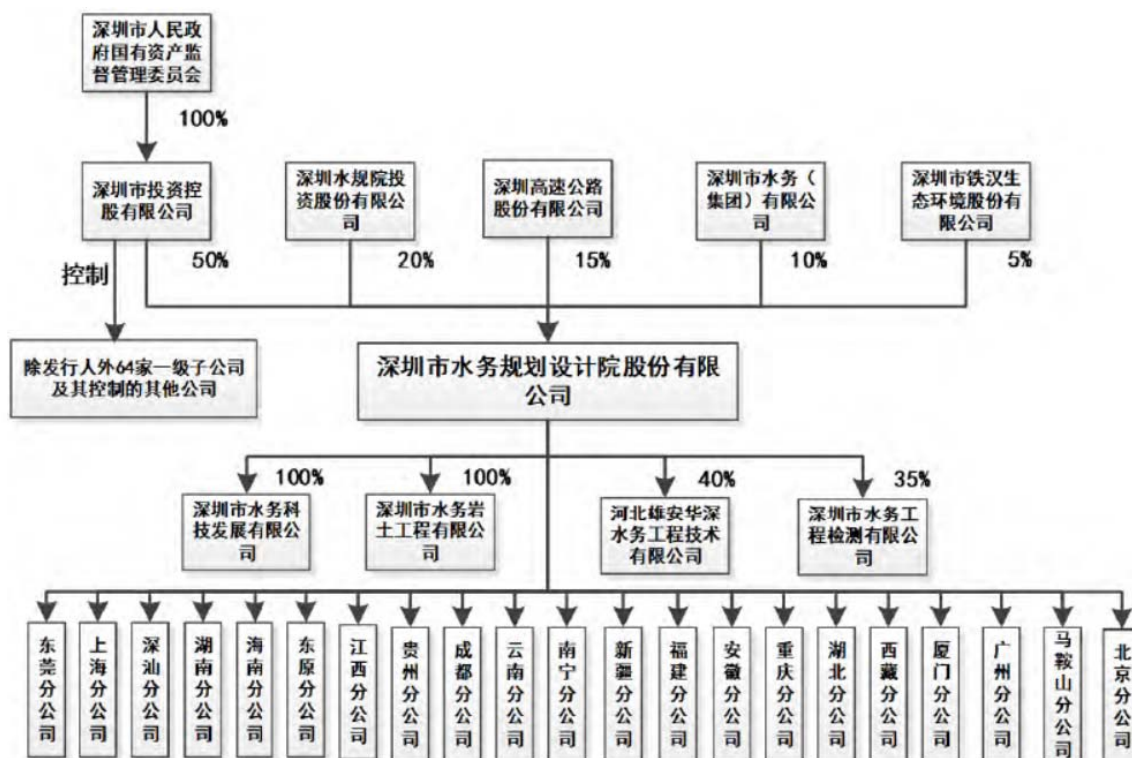 深圳市人民政
府国有资产监
督管理委员会
100%
深圳市投资控
股有限公司
深圳水规院投
资股份有限公
司
深圳高速公路
股份有限公司
深圳市水务（
集团）有限公
司
深圳市铁汉生
态环境股份有
限公司
控制
50%
20%
15%
10%
5%
除发行人外64家一级子公司
及其控制的其他公司
深圳市水务规划设计院股份有限
公司
100%
100%
40%
35%
深圳市水务科
技发展有限公
司
深圳市水务岩
土工程有限公
司
河北雄安华深
水务工程技术
有限公司
深圳市水务工
程检测有限公
司
东莞分公司
上海分公司
深汕分公司
湖南分公司
海南分公司
东原分公司
江西分公司
贵州分公司
成都分公司
云南分公司
南宁分公司
新疆分公司
福建分公司
安徽分公司
重庆分公司
湖北分公司
西藏分公司
厦门分公司
广州分公司
马鞍山分公司
北京分公司